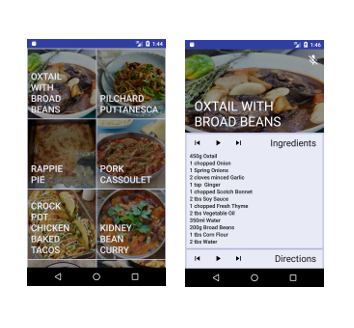 1:44
OXTAIL
WITH
BROAD
BEANS
PILCHARD
PUTTANESCA
RAPPIE
PIE
PORK
CASSOULET
CROCK
POT
CHICKEN
BAKED
TACOS
KIDNEY
BEAN
CURRY
1:46
OXTAIL WITH
BROAD BEANS
Ingredients
450g Oxtail
1 chopped Onion
1 Spring Onions
2 cloves minced Garlic
1 tsp Ginger
1 chopped Scotch Bonnet
2 tbs Soy Sauce
1 chopped Fresh Thyme
2 tbs Vegetable Oil
350ml Water
200g Broad Beans
1 tbs Corn Flour
2 tbs Water
Directions